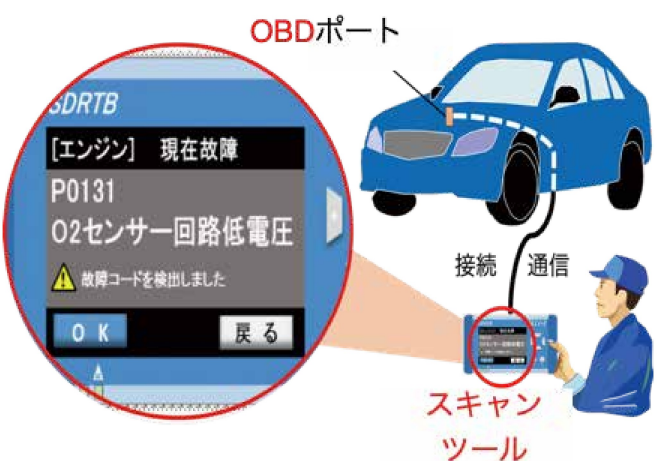 OBDポート
SDRTB
[エンジン] 現在故障
P0131
O2センサー回路低電圧
故障コードを検出しました
OK
戻る
接続 通信
スキャン
ツール